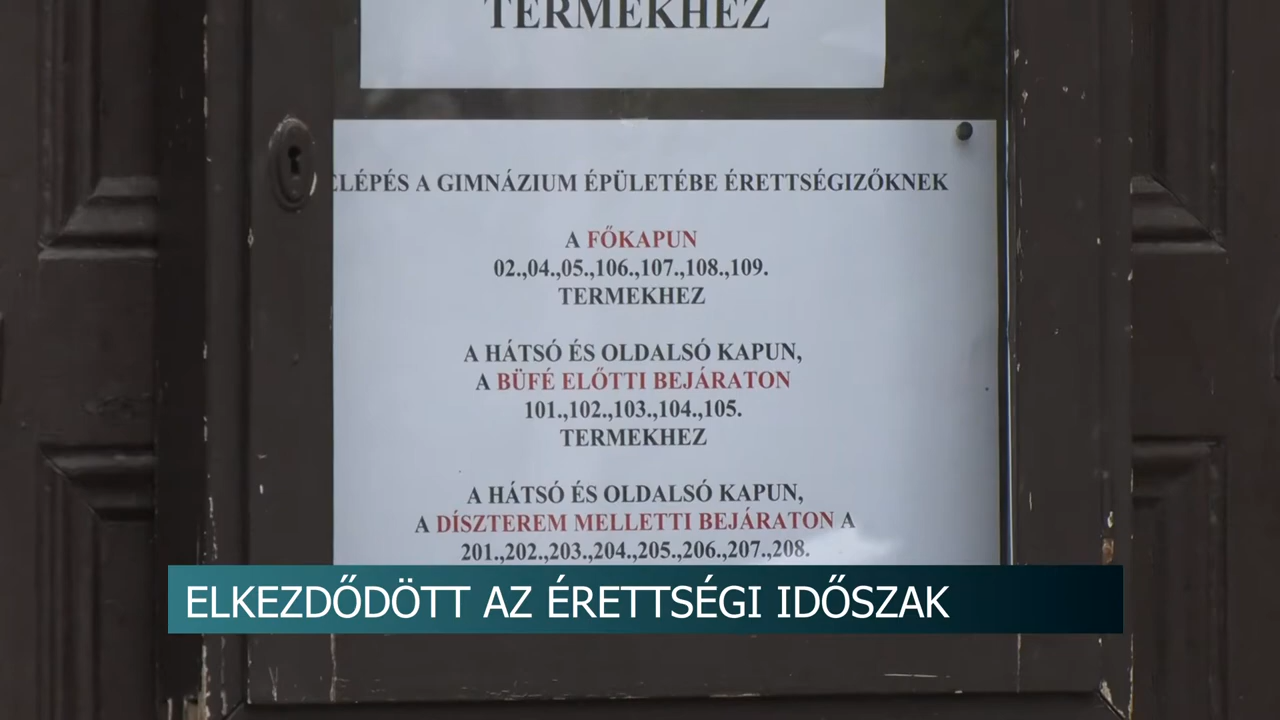 TERMEKHEZ
ELÉPÉS A GIMNÁZIUM ÉPÜLETÉBE ÉRETTSÉGIZŐKNEK
A FŐKAPUN
02.,04.,05.,106.,107.,108.,109.
TERMEKHEZ
A HÁTSÓ ÉS OLDALSÓ KAPUN,
A BÜFÉ ELŐTTI BEJÁRATON
101.,102.,103.,104.,105.
TERMEKHEZ
A HÁTSÓ ÉS OLDALSÓ KAPUN,
A DÍSZTEREM MELLETTI BEJÁRATON A
201.,202.,203.,204.,205.,206.,207.,208.
ELKEZDŐDÖTT AZ ÉRETTSÉGI IDŐSZAK